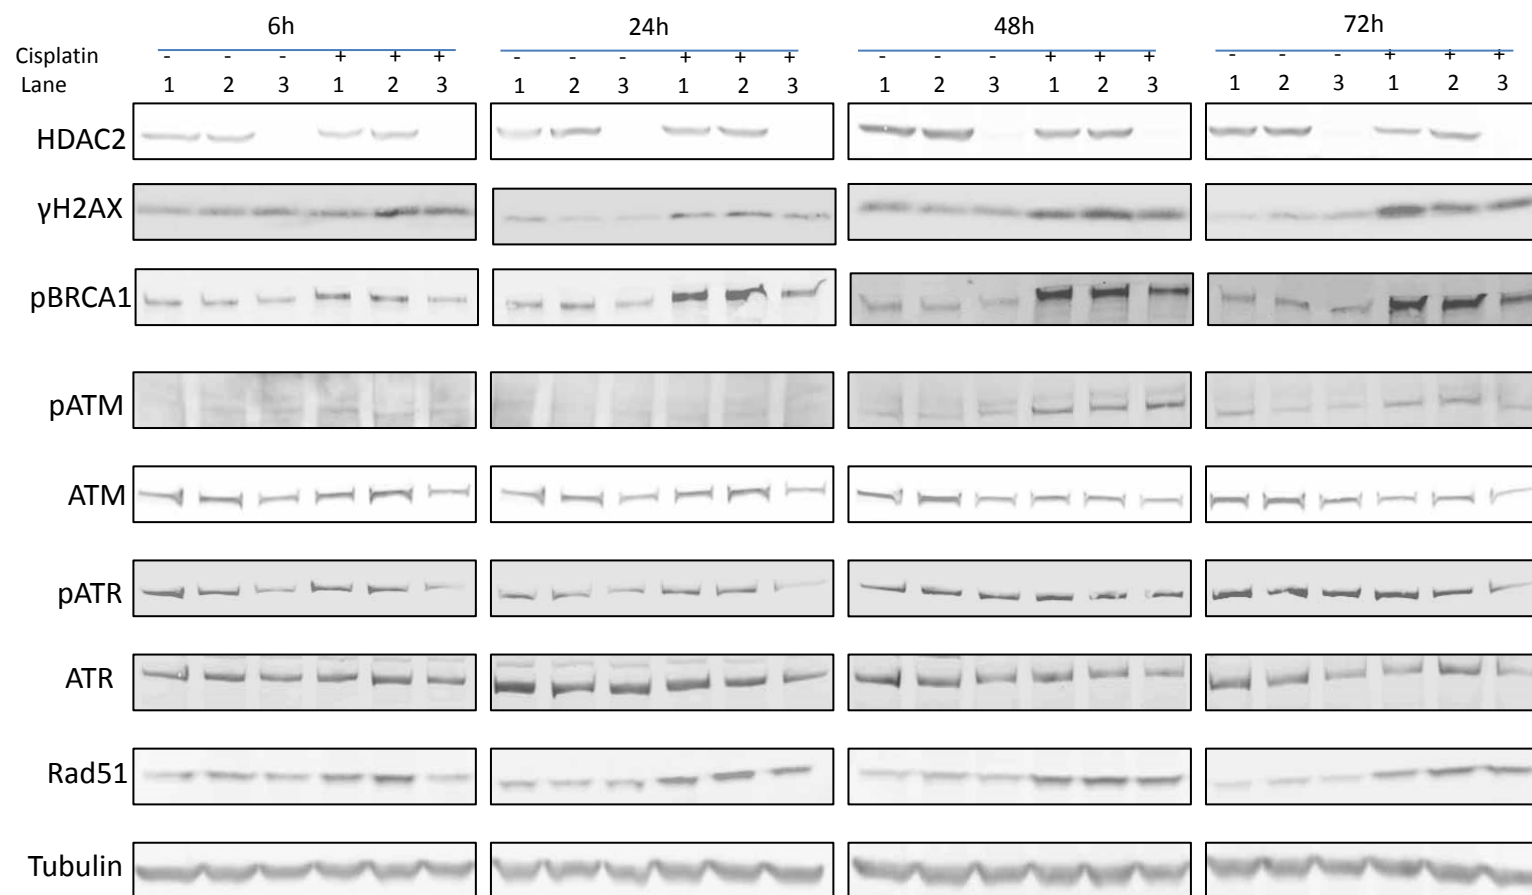 6h 24h 48h 72h
Cisplatin - - - + + + - - - + + + - - - + + + - - - + + +
Lane 1 2 3 1 2 3 1 2 3 1 2 3 1 2 3 1 2 3 1 2 3 1 2 3
HDAC2
γH2AX
pBRCA1
pATM
ATM
pATR
ATR
Rad51
Tubulin